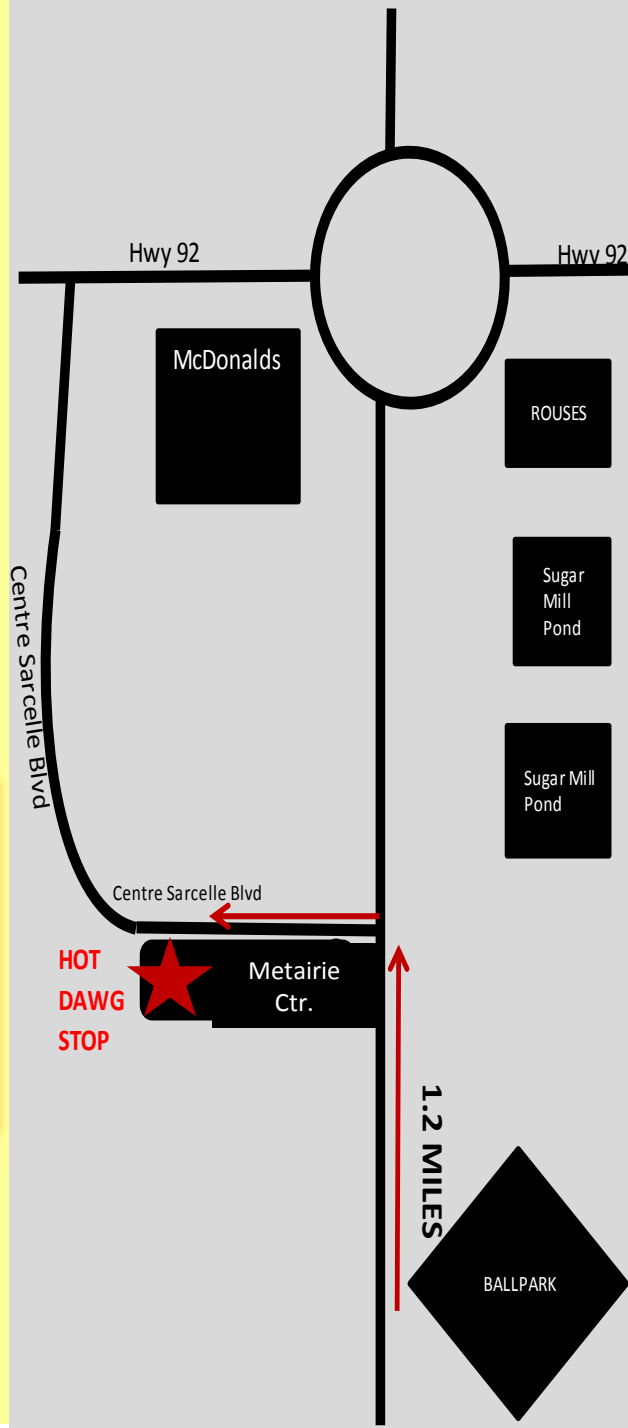 Hwy 92
Hwy 92
McDonalds
ROUSES
Sugar
Mill
Pond
Centre Sarcelle Blvd
Sugar Mill
Pond
Centre Sarcelle Blvd
HOT
DAWG
STOP
Metairie
Ctr.
1.2 MILES
BALLPARK